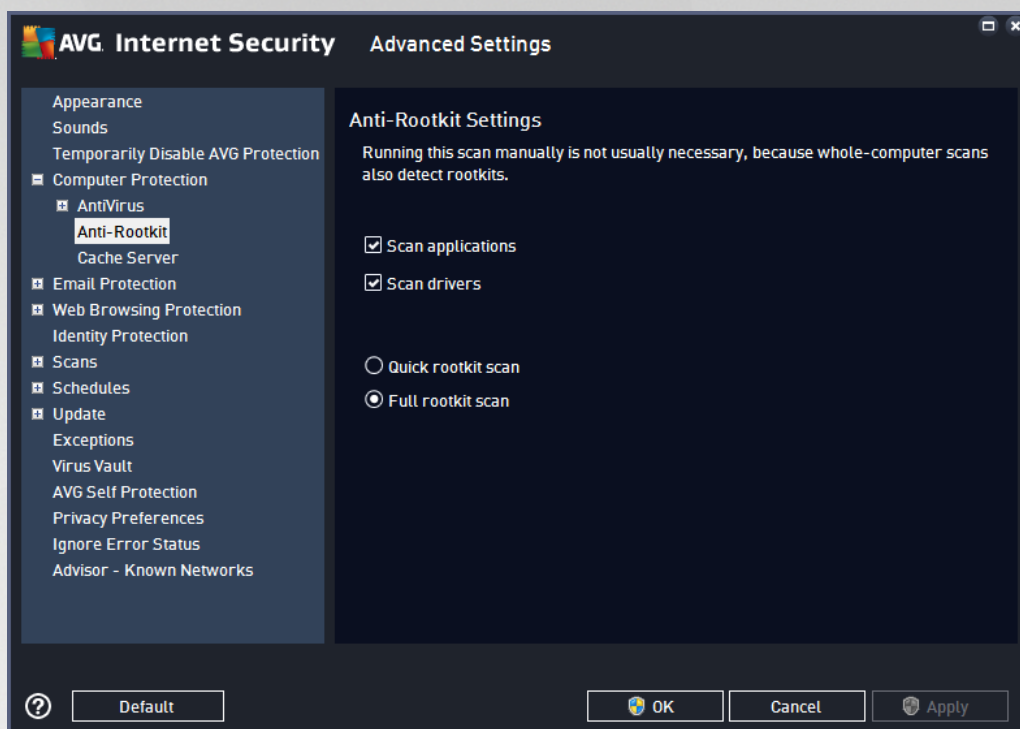 AVG. Internet Security Advanced Settings
Appearance
Sounds
Temporarily Disable AVG Protection
Computer Protection
AntiVirus
Anti-Rootkit
Cache Server
Email Protection
Web Browsing Protection
Identity Protection
Scans
Schedules
Update
Exceptions
Virus Vault
AVG Self Protection
Privacy Preferences
Ignore Error Status
Advisor - Known Networks
Anti-Rootkit Settings
Running this scan manually is not usually necessary, because whole-computer scans
also detect rootkits.
Scan applications
Scan drivers
Quick rootkit scan
Full rootkit scan
? Default OK Cancel Apply